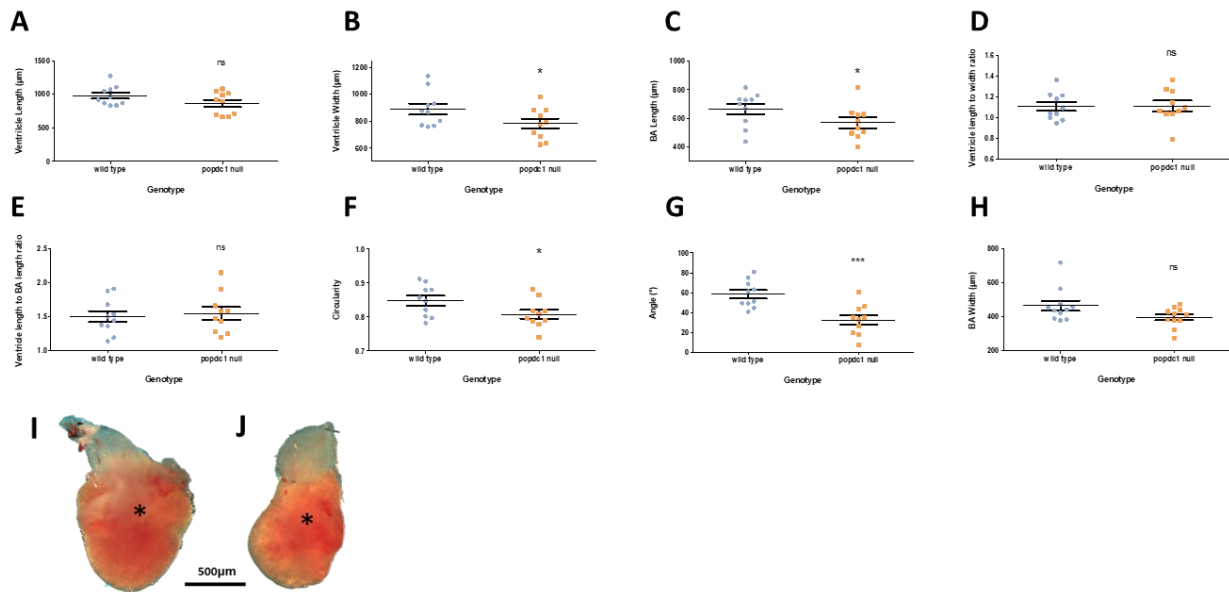 A
Ventricle Length (µm)
1500
1000
500
0
ns
wild type
popdc1 null
Genotype
B
Ventricle Width (µm)
1200
1000
800
600
400
*
wild type
popdc1 null
Genotype
C
BA Length (µm)
1000
800
600
400
*
wild type
popdc1 null
Genotype
D
Ventricle length to width ratio
1.6
1.4
1.2
1.0
0.8
0.6
ns
wild type
popdc1 null
Genotype
E
Ventricle length to BA length ratio
2.5
2.0
1.5
1.0
ns
wild type
popdc1 null
Genotype
F
Circularity
1.0
0.9
0.8
0.7
*
wild type
popdc1 null
Genotype
G
Angle (°)
100
80
60
40
20
0
***
wild type
popdc1 null
Genotype
H
BA Width (µm)
800
600
400
200
ns
wild type
popdc1 null
Genotype
I
*
J
*
500µm